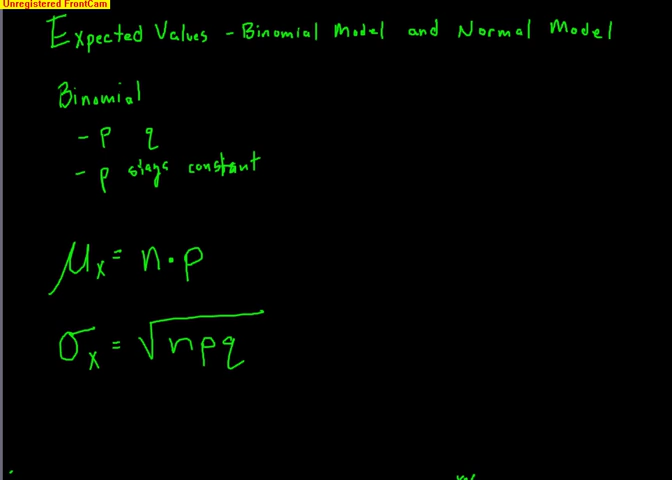 Unregistered FrontCam
Expected Values - Binomial Model and Normal Model
Binomial
- p q
- p stays constant
μx = n · p
σx = √npq